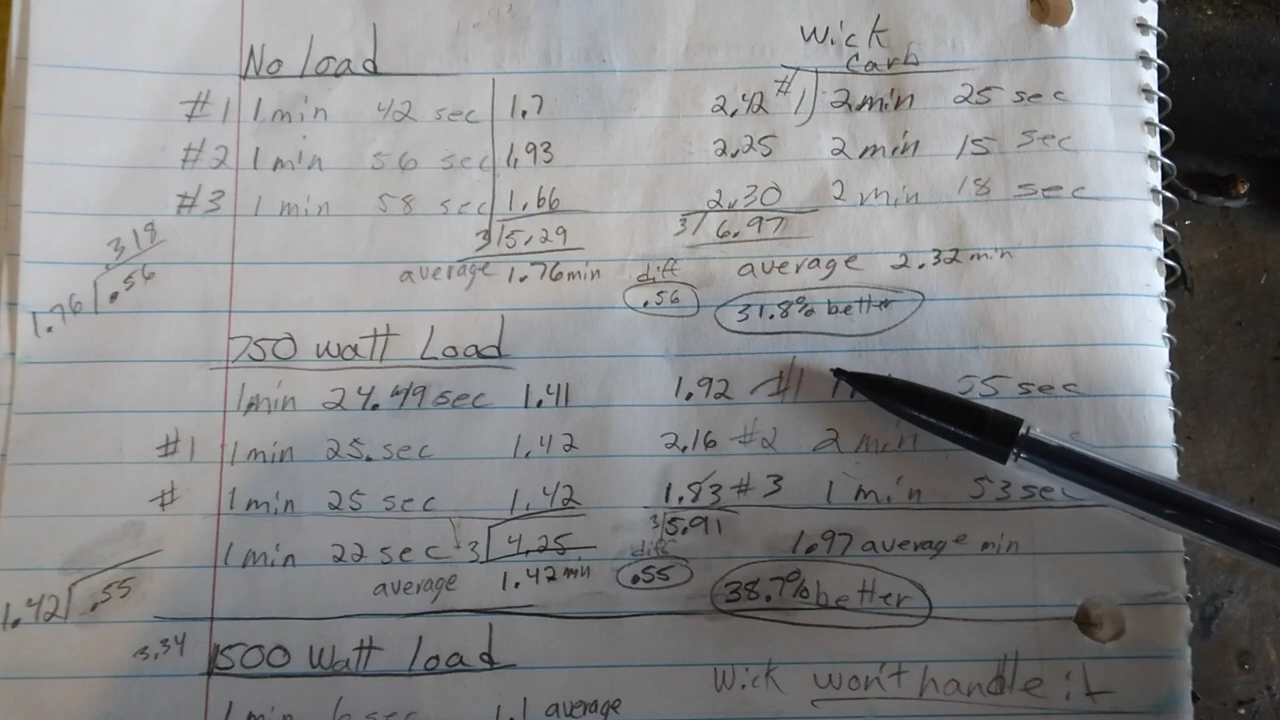 No load
Wick
carb
#1 1 min 42 sec 1.7 2.42 #1 2 min 25 sec
#2 1 min 56 sec 1.93 2.25 2 min 15 sec
#3 1 min 58 sec 1.66 2.30 2 min 18 sec
3 5.29 3 6.97
average 1.76 min diff average 2.32 min
.318
1.76 .56
.56 31.8% better
750 watt Load
1 min 24.49 sec 1.41 1.92 #1 55 sec
#1 1 min 25. sec 1.42 2.16 #2 2 min
# 1 min 25 sec 1.42 1.83 #3 1 min 53 sec
3 5.91
1 min 22 sec 3 4.25 diff 1.97 average min
average 1.42 min .55 38.7% better
1.42 .55
3.34 1500 Watt load
Wick won't handle it
1 min 6 sec 1.1 average